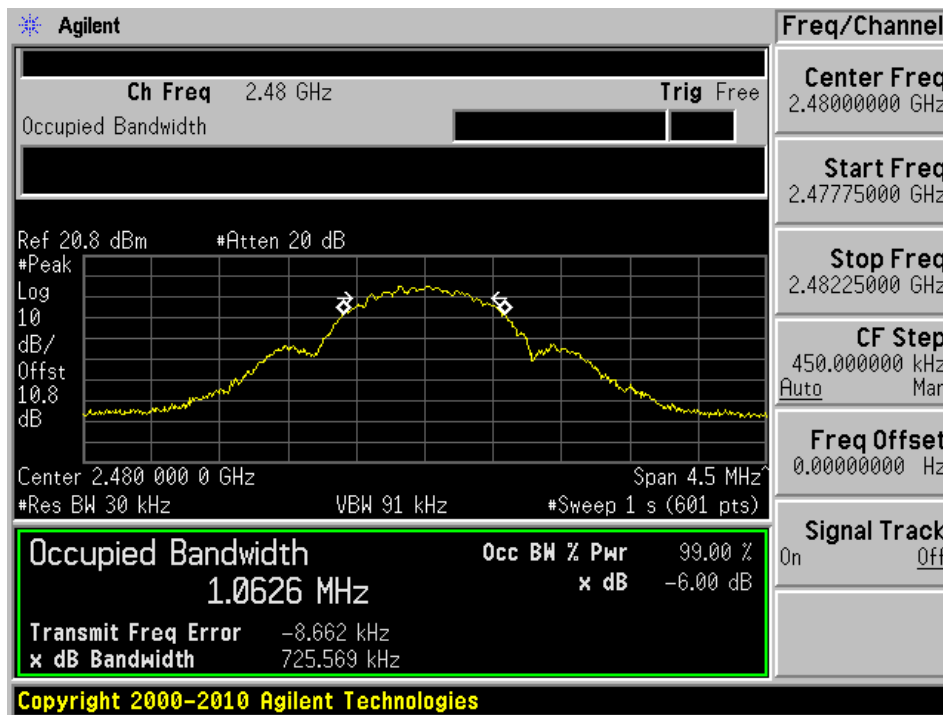 Agilent
Ch Freq 2.48 GHz Trig Free
Occupied Bandwidth
Ref 20.8 dBm #Atten 20 dB
#Peak
Log
10
dB/
Offst
10.8
dB
Center 2.480 000 0 GHz Span 4.5 MHz^
#Res BW 30 kHz VBW 91 kHz #Sweep 1 s (601 pts)
Occupied Bandwidth Occ BW % Pwr 99.00 %
1.0626 MHz x dB -6.00 dB
Transmit Freq Error -8.662 kHz
x dB Bandwidth 725.569 kHz
Copyright 2000-2010 Agilent Technologies
Freq/Channel
Center Freq
2.48000000 GHz
Start Freq
2.47775000 GHz
Stop Freq
2.48225000 GHz
CF Step
450.000000 kHz
Auto Man
Freq Offset
0.00000000 Hz
Signal Track
On Off